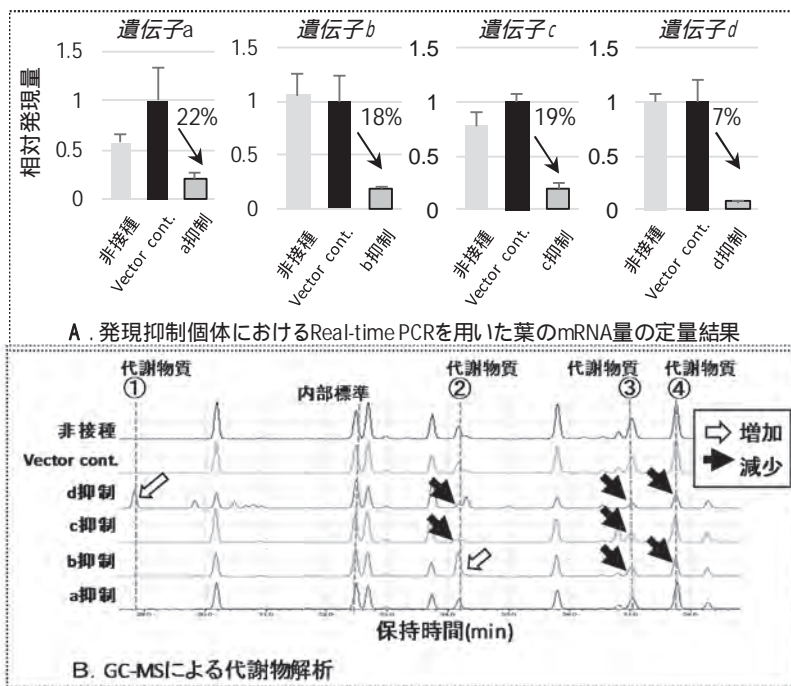 遺伝子a 遺伝子b 遺伝子c 遺伝子d
相対発現量
1.5 1.5 1.5 1.5
1 1 1 1
0.5 0.5 0.5 0.5
0 0 0 0
22% 18% 19% 7%
非接種 Vector cont. a抑制
非接種 Vector cont. b抑制
非接種 Vector cont. c抑制
非接種 Vector cont. d抑制
A．発現抑制個体におけるReal-time PCRを用いた葉のmRNA量の定量結果
代謝物質 代謝物質 代謝物質 代謝物質
① 内部標準 ② ③ ④
非接種
Vector cont.
d抑制
c抑制
b抑制
a抑制
⇨ 増加
➡ 減少
保持時間(min)
B. GC-MSによる代謝物解析